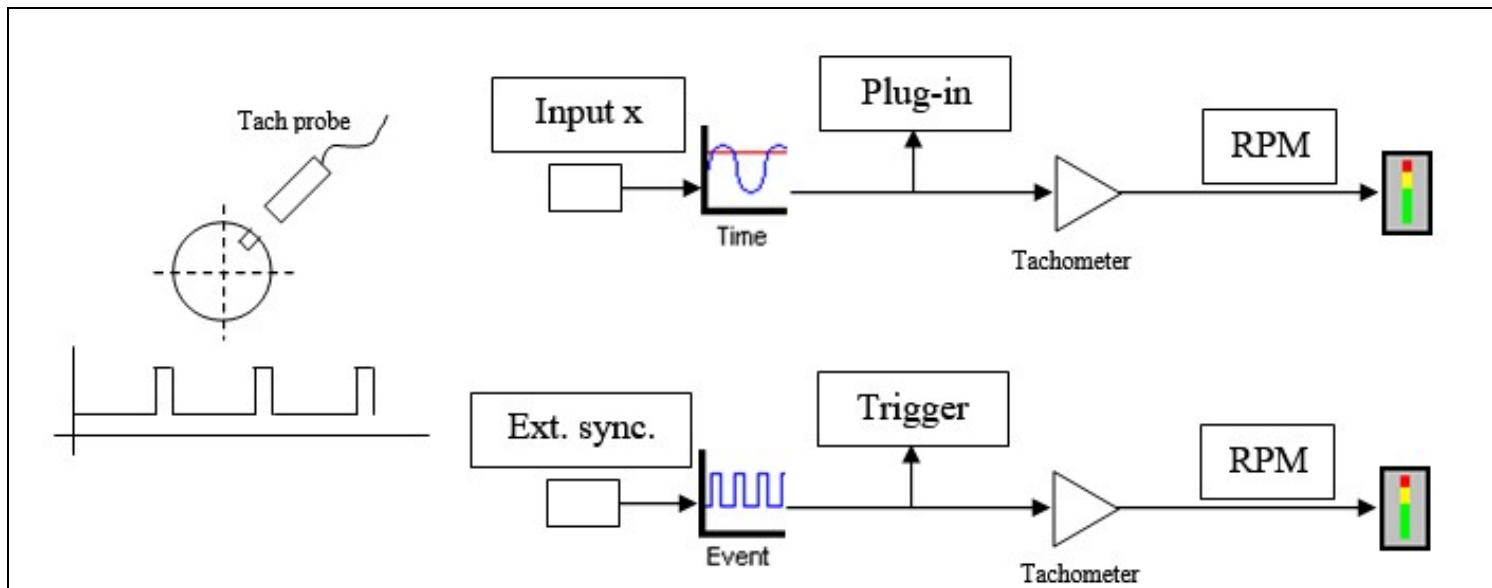 Tach probe
Input x
Plug-in
RPM
Time
Tachometer
Ext. sync.
Trigger
RPM
Event
Tachometer